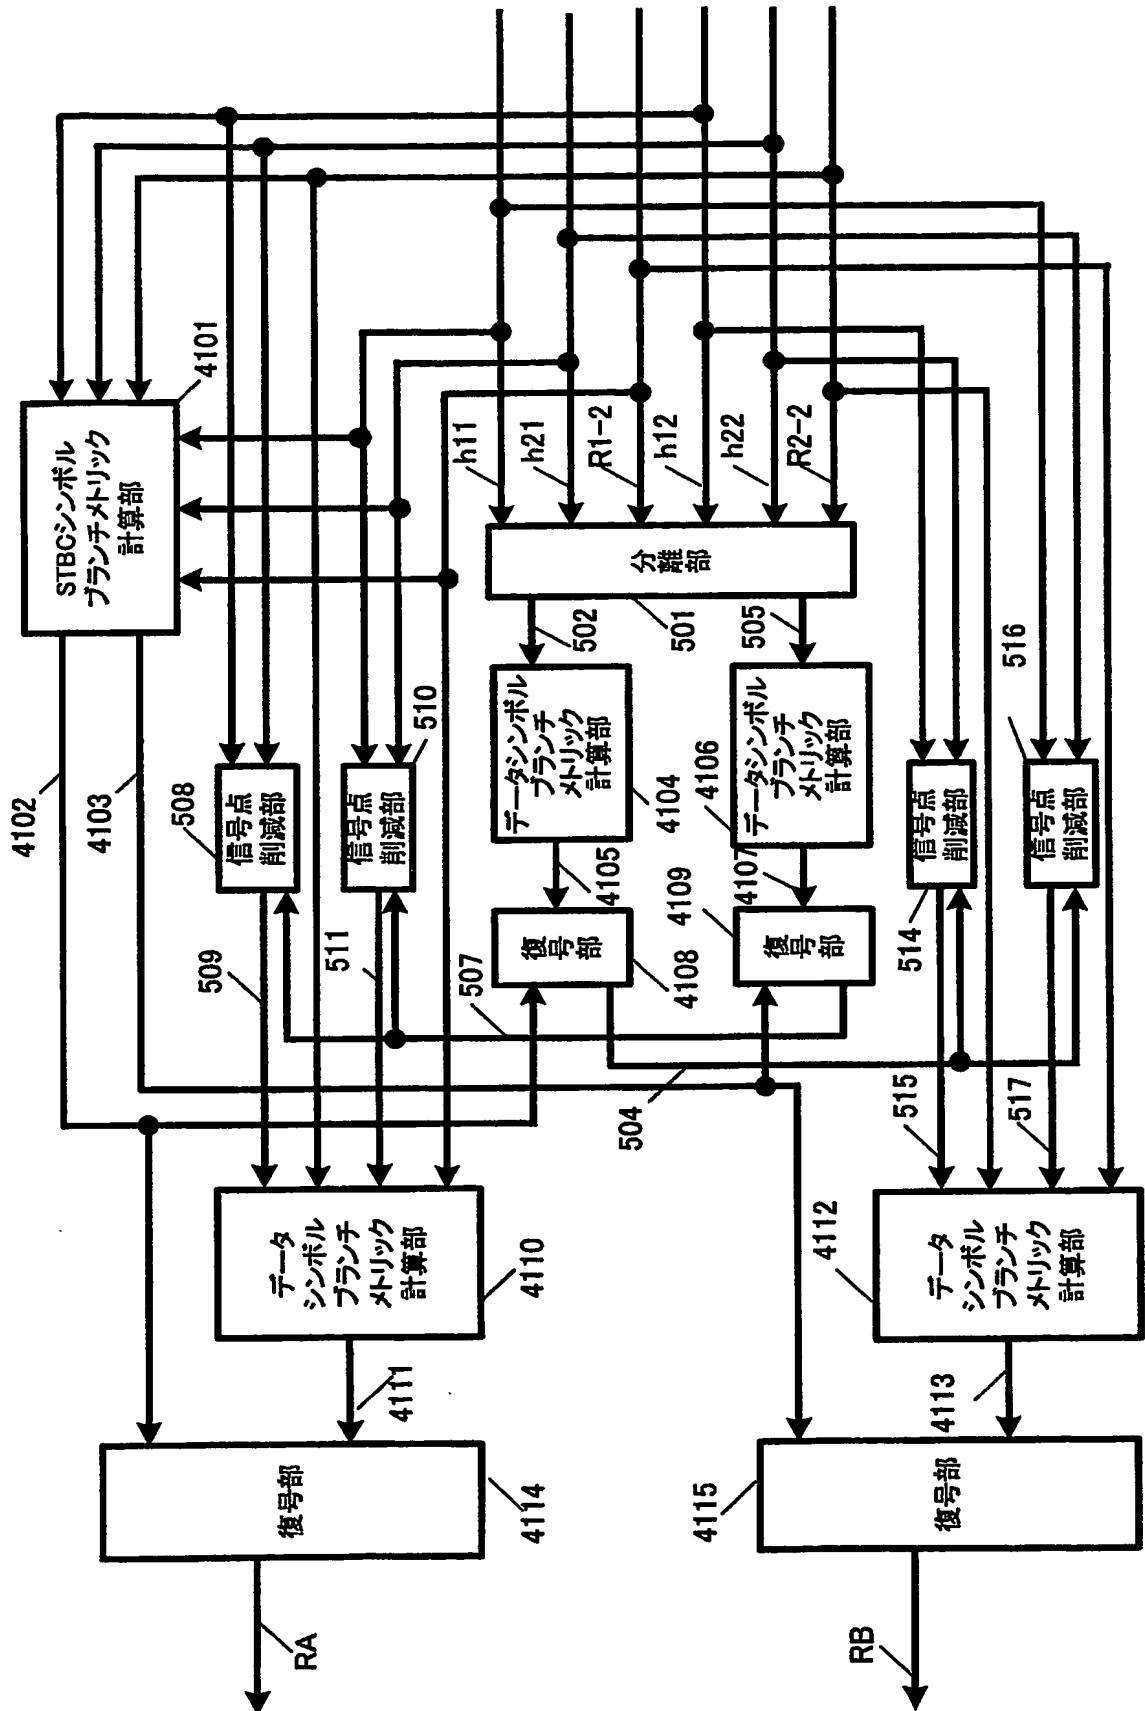 4101
STBCシンボル
ブランチメトリック
計算部
h11
h21
R1-2
h12
h22
R2-2
分離部
501
502
505
4102
4103
508
信号点
削減部
510
信号点
削減部
データシンボル
ブランチ
メトリック
計算部
4104
4106
データシンボル
ブランチ
メトリック
計算部
516
信号点
削減部
信号点
削減部
514
4105
4107
4109
復号部
4108
復号部
509
511
507
504
515
517
データ
シンボル
ブランチ
メトリック
計算部
4110
4112
データ
シンボル
ブランチ
メトリック
計算部
4111
4113
復号部
4114
4115
復号部
RA
RB